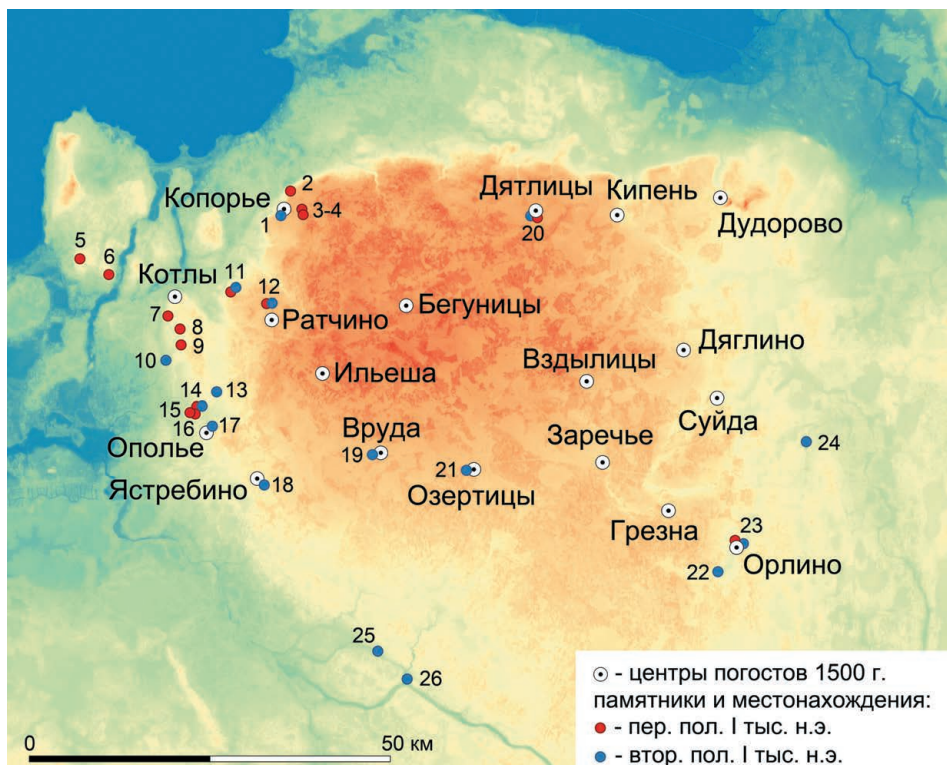 2
Копорье
1
3-4
Дятлицы
20
Кипень
Дудорово
5
6
Котлы
11
12
7
8
9
10
Ратчино
Бегуницы
Ильеша
Вздылицы
Дяглино
Суйда
14
13
15
16
17
Ополье
Вруда
19
Заречье
24
Ястребино
18
21
Озертицы
Грезна
23
Орлино
22
25
26
0
50 км
- центры погостов 1500 г.
памятники и местонахождения:
- пер. пол. I тыс. н.э.
- втор. пол. I тыс. н.э.